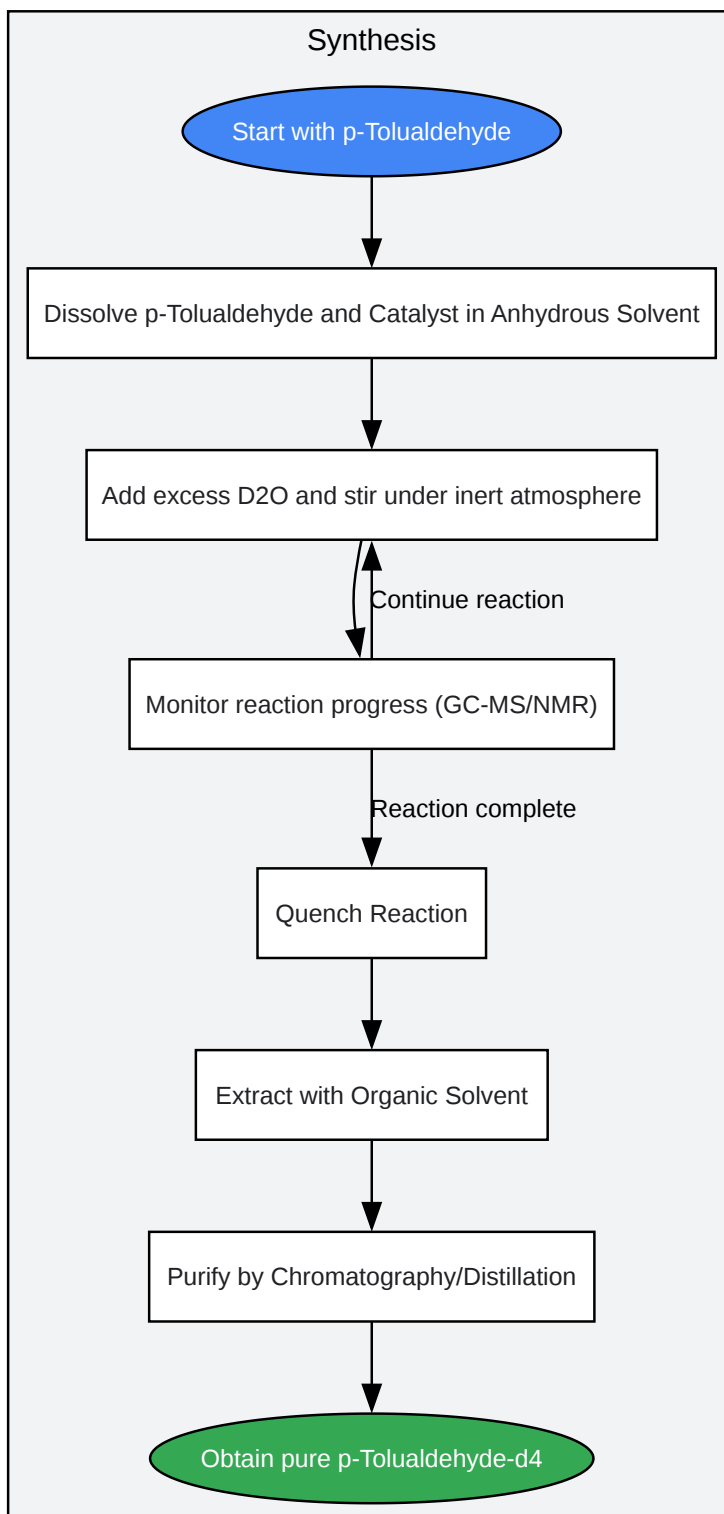 Synthesis
Start with p-Tolualdehyde
Dissolve p-Tolualdehyde and Catalyst in Anhydrous Solvent
Add excess D2O and stir under inert atmosphere
Continue reaction
Monitor reaction progress (GC-MS/NMR)
Reaction complete
Quench Reaction
Extract with Organic Solvent
Purify by Chromatography/Distillation
Obtain pure p-Tolualdehyde-d4